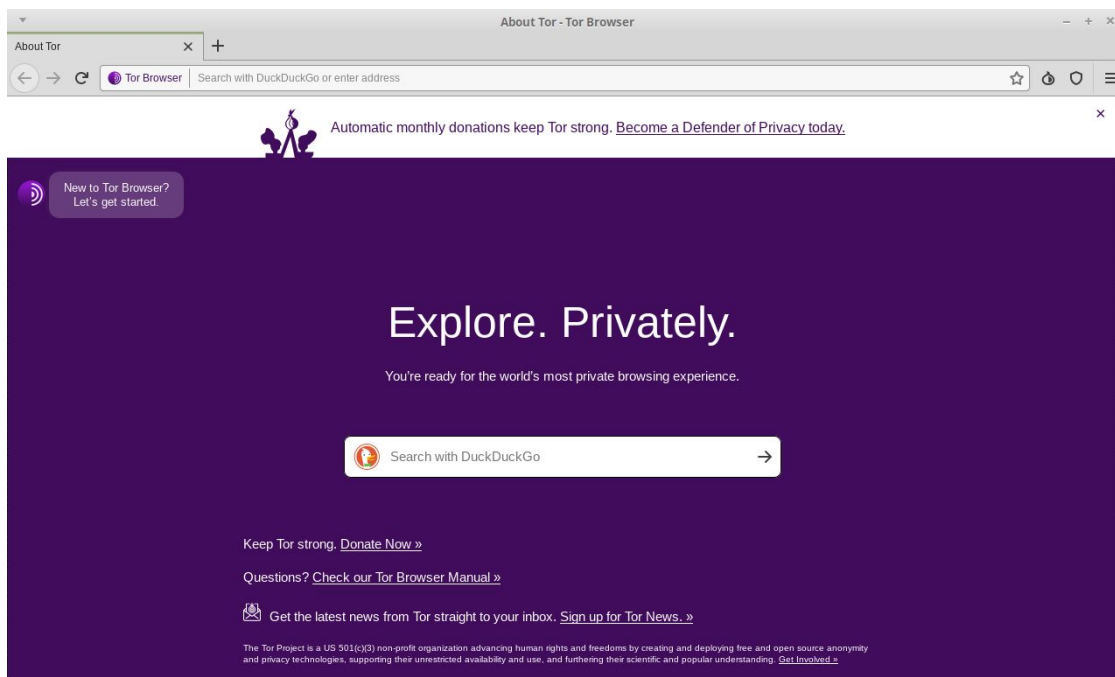 About Tor - Tor Browser
About Tor
Tor Browser Search with DuckDuckGo or enter address
Automatic monthly donations keep Tor strong. Become a Defender of Privacy today.
New to Tor Browser?
Let's get started.
Explore. Privately.
You're ready for the world's most private browsing experience.
Search with DuckDuckGo
Keep Tor strong. Donate Now »
Questions? Check our Tor Browser Manual »
Get the latest news from Tor straight to your inbox. Sign up for Tor News. »
The Tor Project is a US 501(c)(3) non-profit organization advancing human rights and freedoms by creating and deploying free and open source anonymity
and privacy technologies, supporting their unrestricted availability and use, and furthering their scientific and popular understanding. Get Involved »